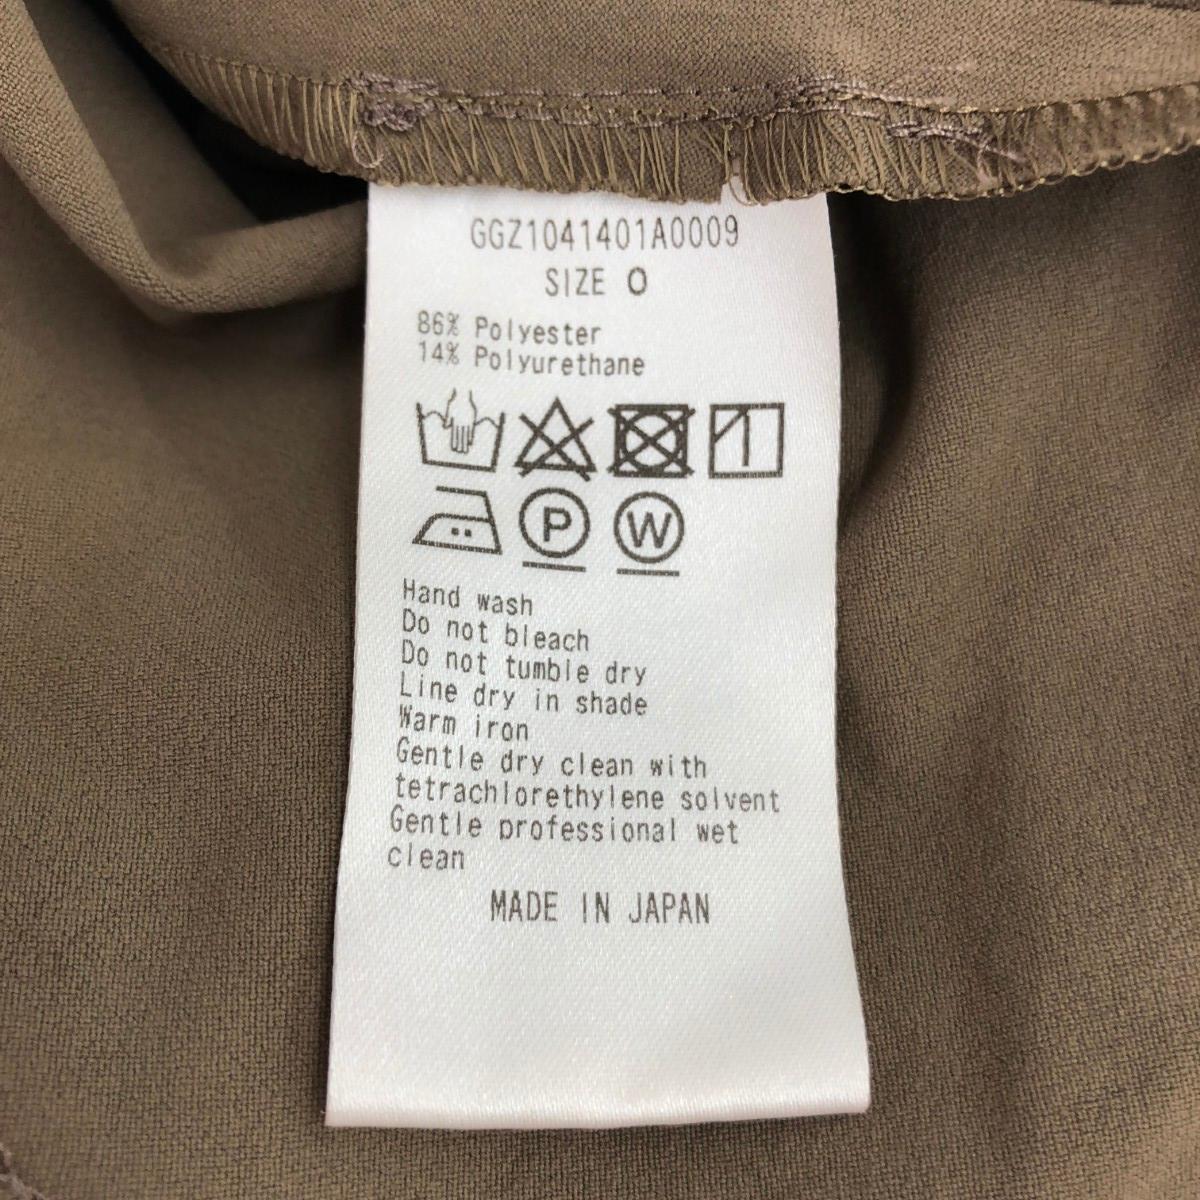 GGZ1041401A0009
SIZE 0
86% Polyester
14% Polyurethane
P W
Hand wash
Do not bleach
Do not tumble dry
Line dry in shade
Warm iron
Gentle dry clean with
tetrachlorethylene solvent
Gentle professional wet
clean
MADE IN JAPAN